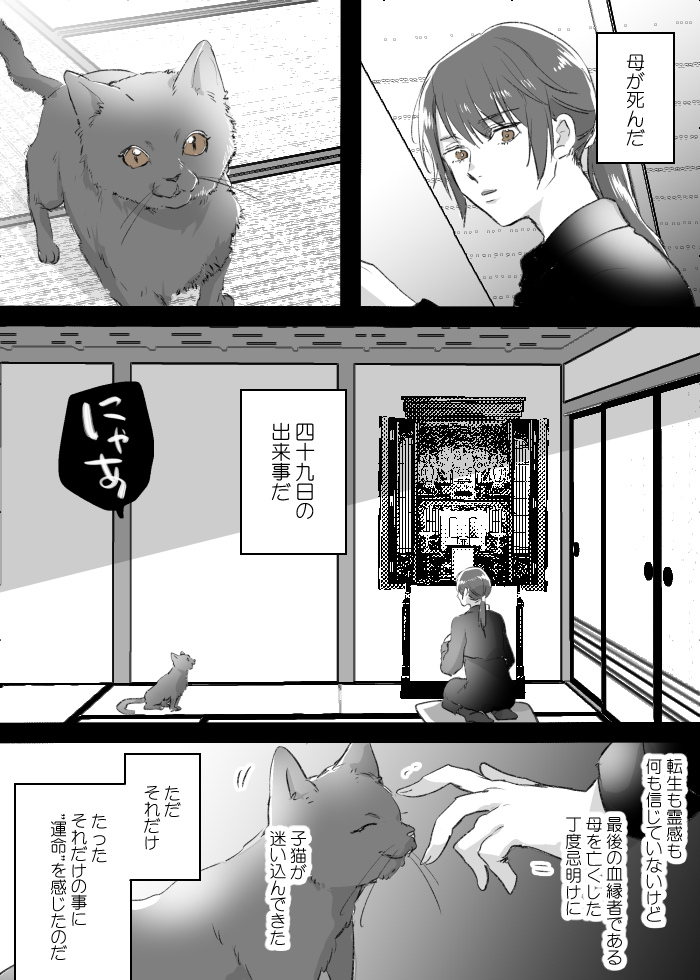 母が死んだ
四十九日の
出来事だ
にゃあ
転生も霊感も
何も信じていないけど
最後の血縁者である
母を亡くした
丁度忌明けに
子猫が
迷い込んできた
ただ
それだけ
たった
それだけの事に
“運命”を感じたのだ